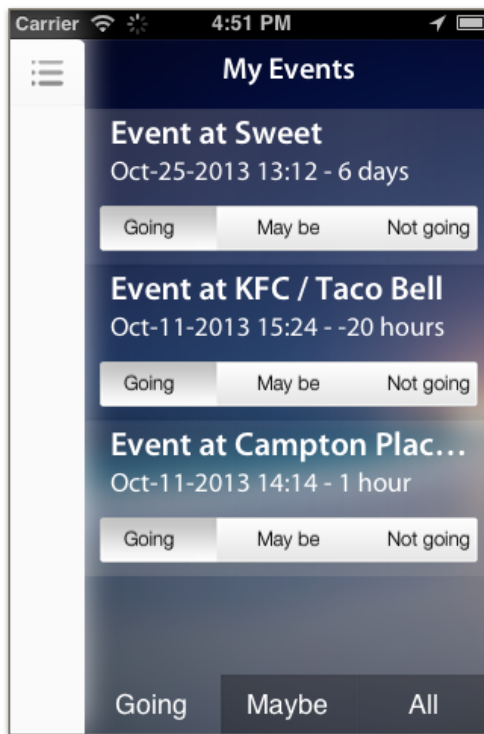 Carrier 4:51 PM
My Events
Event at Sweet
Oct-25-2013 13:12 - 6 days
Going May be Not going
Event at KFC / Taco Bell
Oct-11-2013 15:24 - -20 hours
Going May be Not going
Event at Campton Plac...
Oct-11-2013 14:14 - 1 hour
Going May be Not going
Going Maybe All